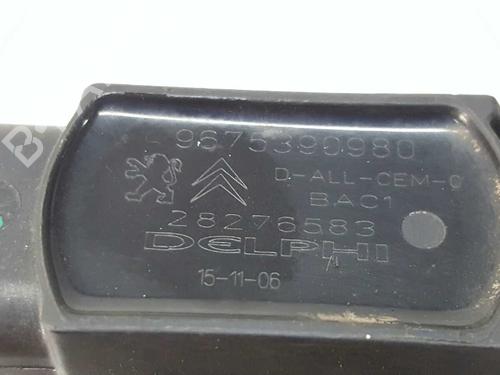 9675390980
D-ALL-CEM-0
BAC1
28276583
DELPHI
15-11-06